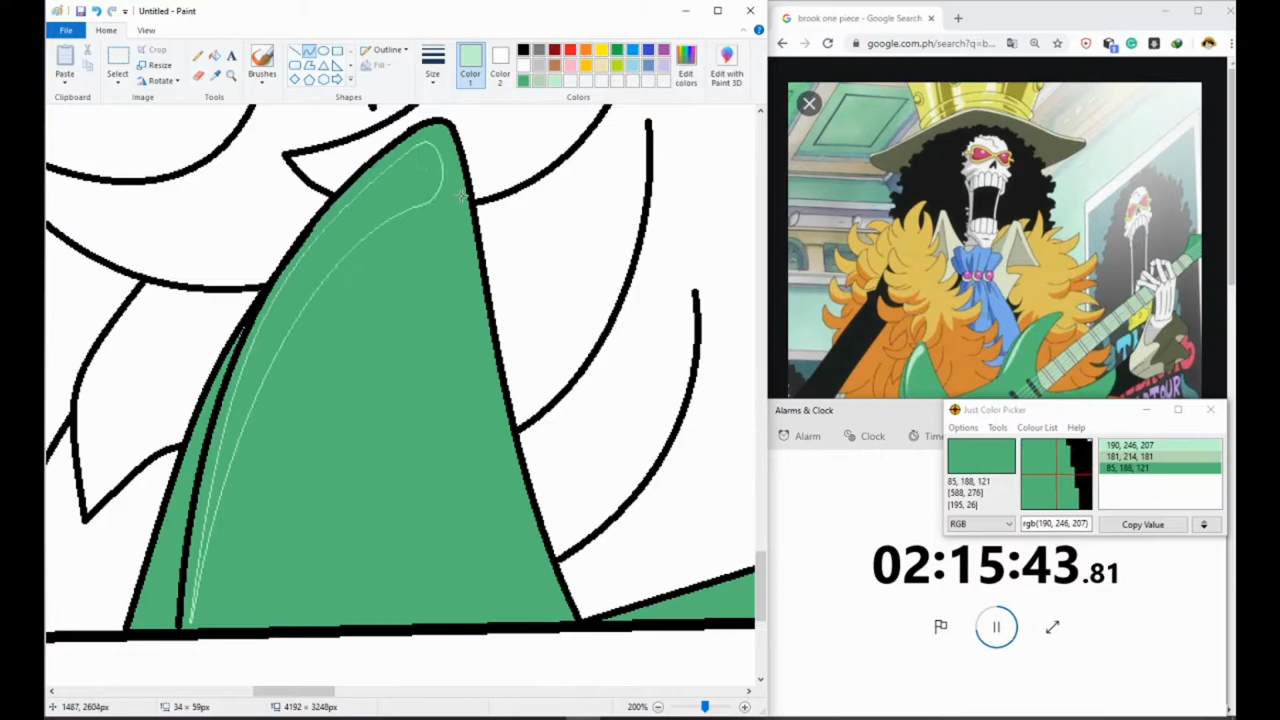 Untitled - Paint
File
Home
View
Paste
Clipboard
Select
Crop
Resize
Rotate
Image
Tools
Brushes
Shapes
Outline
Fill
Size
Color
1
Color
2
Edit
colors
Colors
Edit with
Paint 3D
1487, 2604px
34 × 59px
4192 × 3248px
200%
brook one piece - Google Search
google.com.ph/search?q=b...
TOUR
Alarms & Clock
Alarm
Clock
Just Color Picker
Options
Tools
Colour List
Help
190, 246, 207
181, 214, 181
85, 188, 121
85, 188, 121
[588, 276]
[195, 26]
RGB
rgb(190, 246, 207)
Copy Value
02:15:43.81